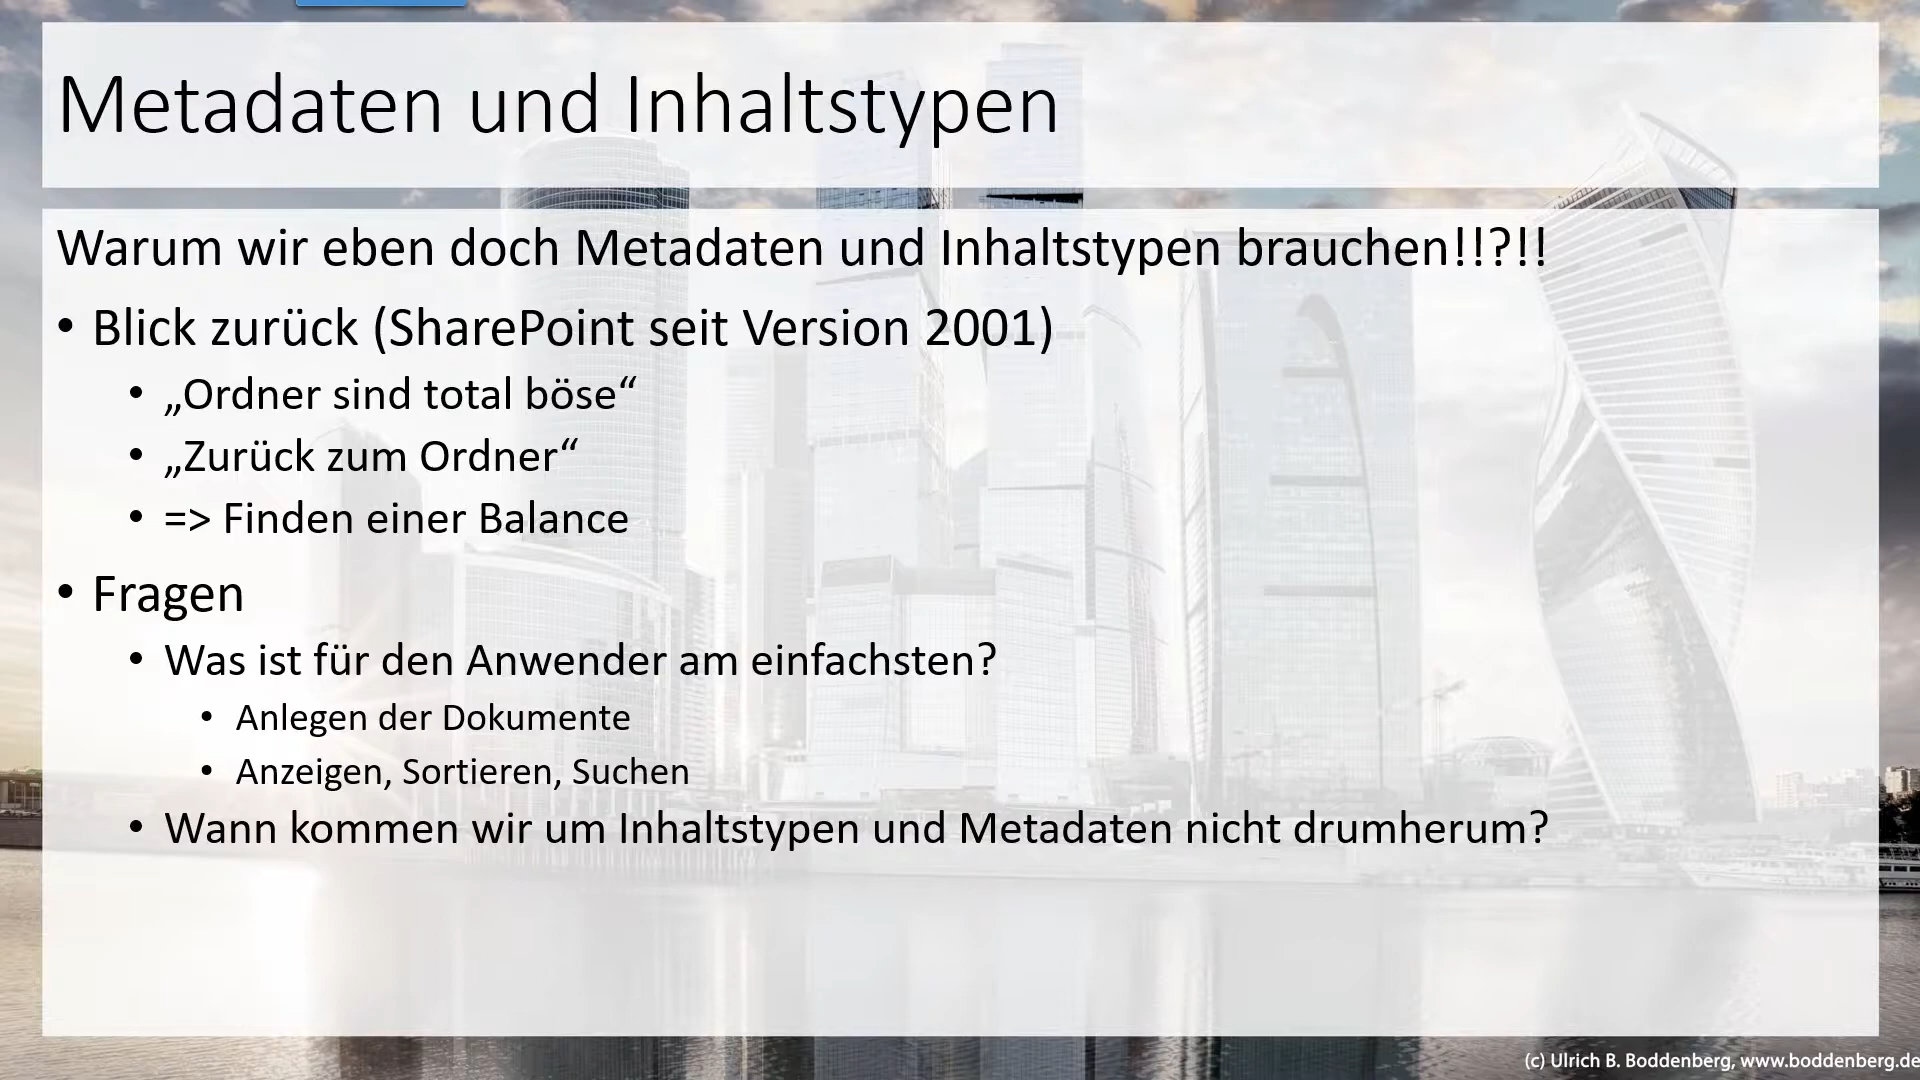 Metadaten und Inhaltstypen
Warum wir eben doch Metadaten und Inhaltstypen brauchen!!?!!
• Blick zurück (SharePoint seit Version 2001)
• „Ordner sind total böse“
• „Zurück zum Ordner“
• => Finden einer Balance
• Fragen
• Was ist für den Anwender am einfachsten?
• Anlegen der Dokumente
• Anzeigen, Sortieren, Suchen
• Wann kommen wir um Inhaltstypen und Metadaten nicht drumherum?
(c) Ulrich B. Boddenberg, www.boddenberg.de